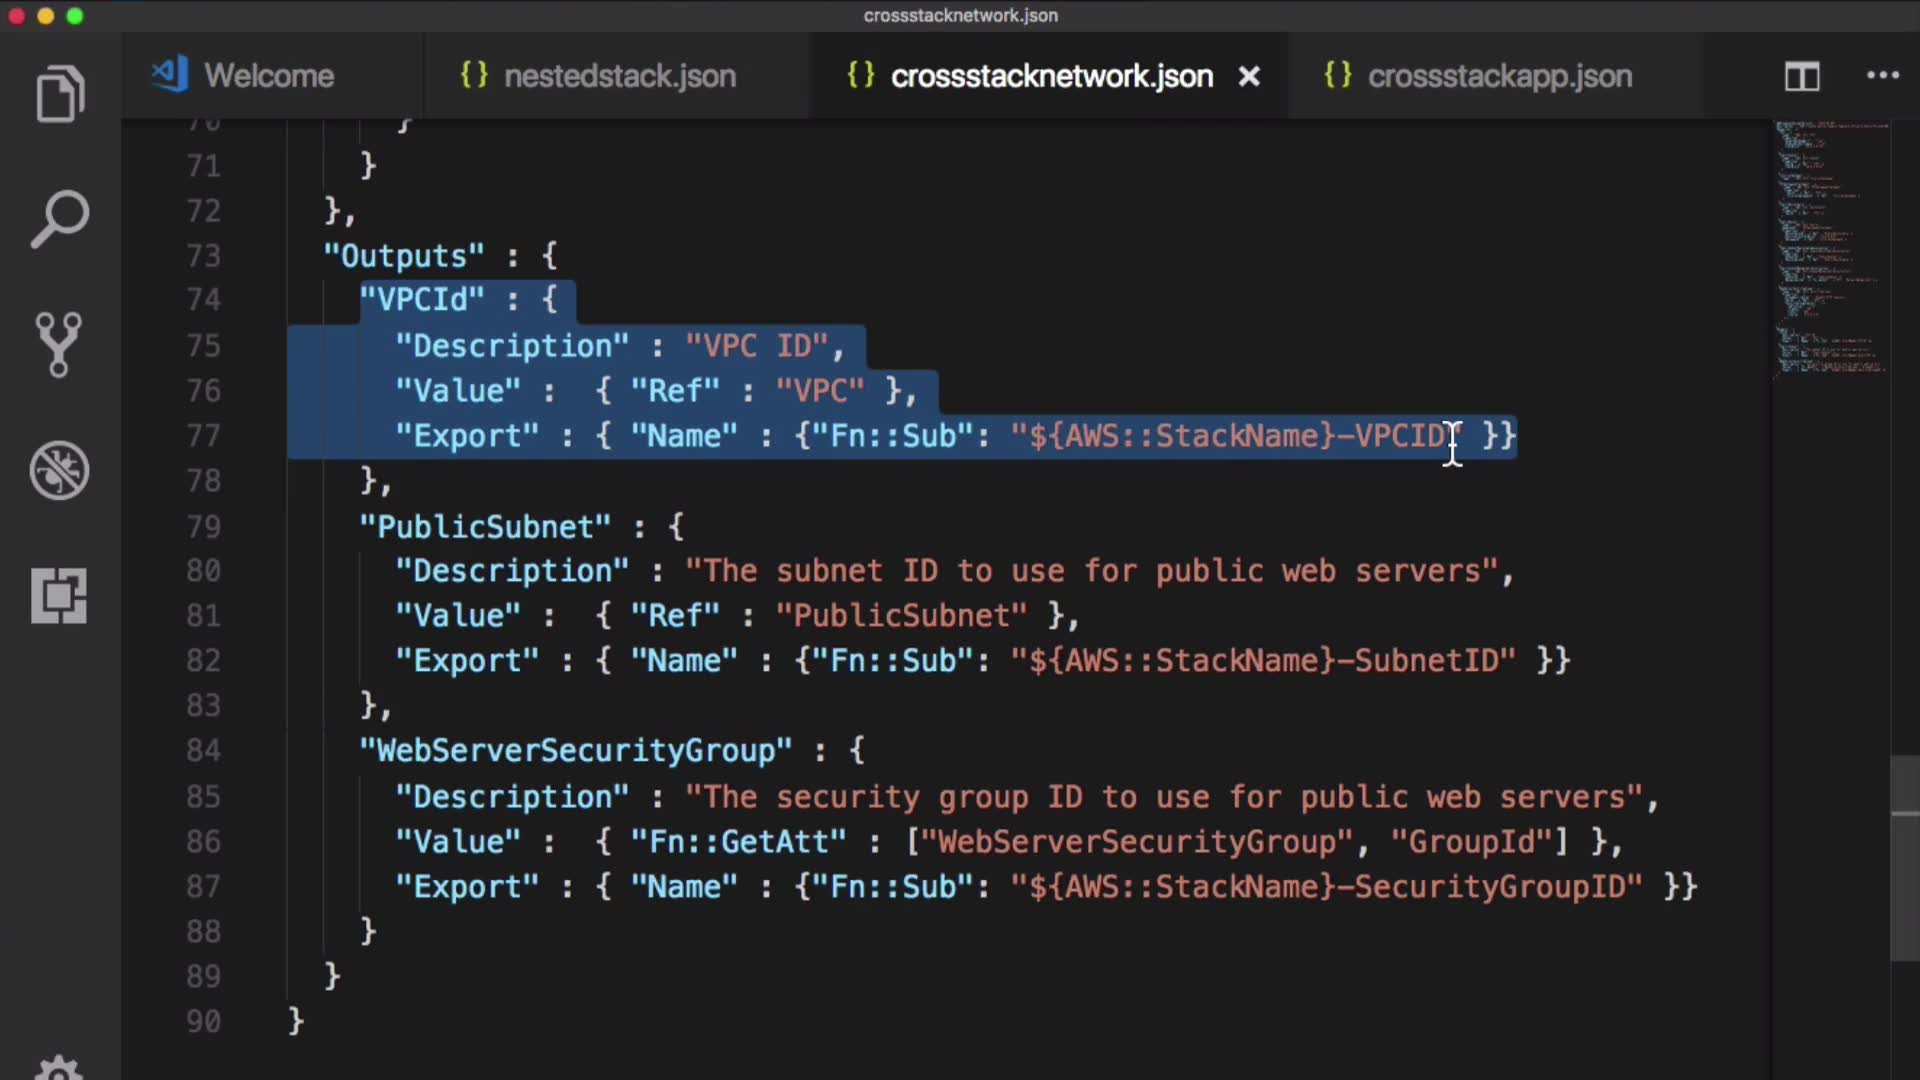 crossstacknetwork.json
Welcome
{} nestedstack.json
{} crossstacknetwork.json ×
{} crossstackapp.json
70 }
71 }
72 },
73 "Outputs" : {
74 "VPCId" : {
75 "Description" : "VPC ID",
76 "Value" :  { "Ref" : "VPC" },
77 "Export" : { "Name" : {"Fn::Sub": "${AWS::StackName}-VPCID" }}
78 },
79 "PublicSubnet" : {
80 "Description" : "The subnet ID to use for public web servers",
81 "Value" :  { "Ref" : "PublicSubnet" },
82 "Export" : { "Name" : {"Fn::Sub": "${AWS::StackName}-SubnetID" }}
83 },
84 "WebServerSecurityGroup" : {
85 "Description" : "The security group ID to use for public web servers",
86 "Value" :  { "Fn::GetAtt" : ["WebServerSecurityGroup", "GroupId"] },
87 "Export" : { "Name" : {"Fn::Sub": "${AWS::StackName}-SecurityGroupID" }}
88 }
89 }
90 }